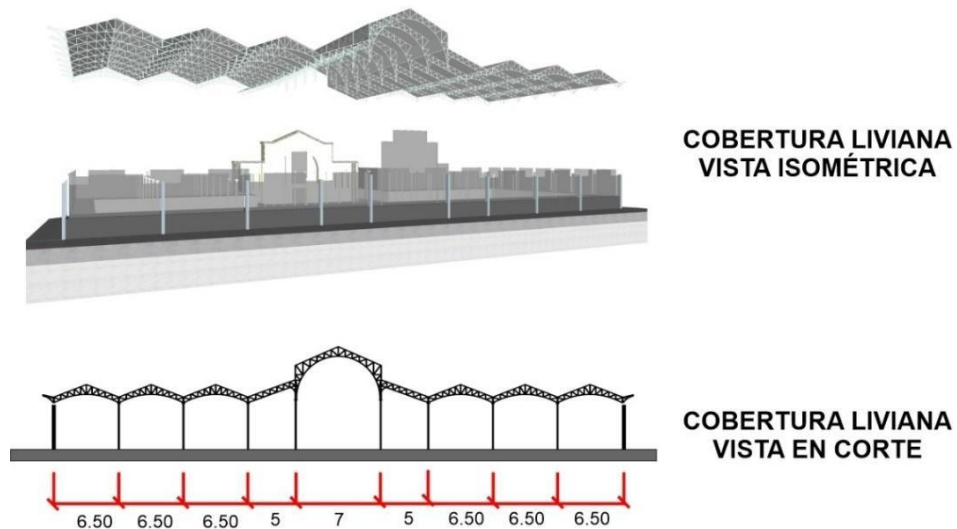 COBERTURA LIVIANA
VISTA ISOMÉTRICA
COBERTURA LIVIANA
VISTA EN CORTE
6.50 6.50 6.50 5 7 5 6.50 6.50 6.50